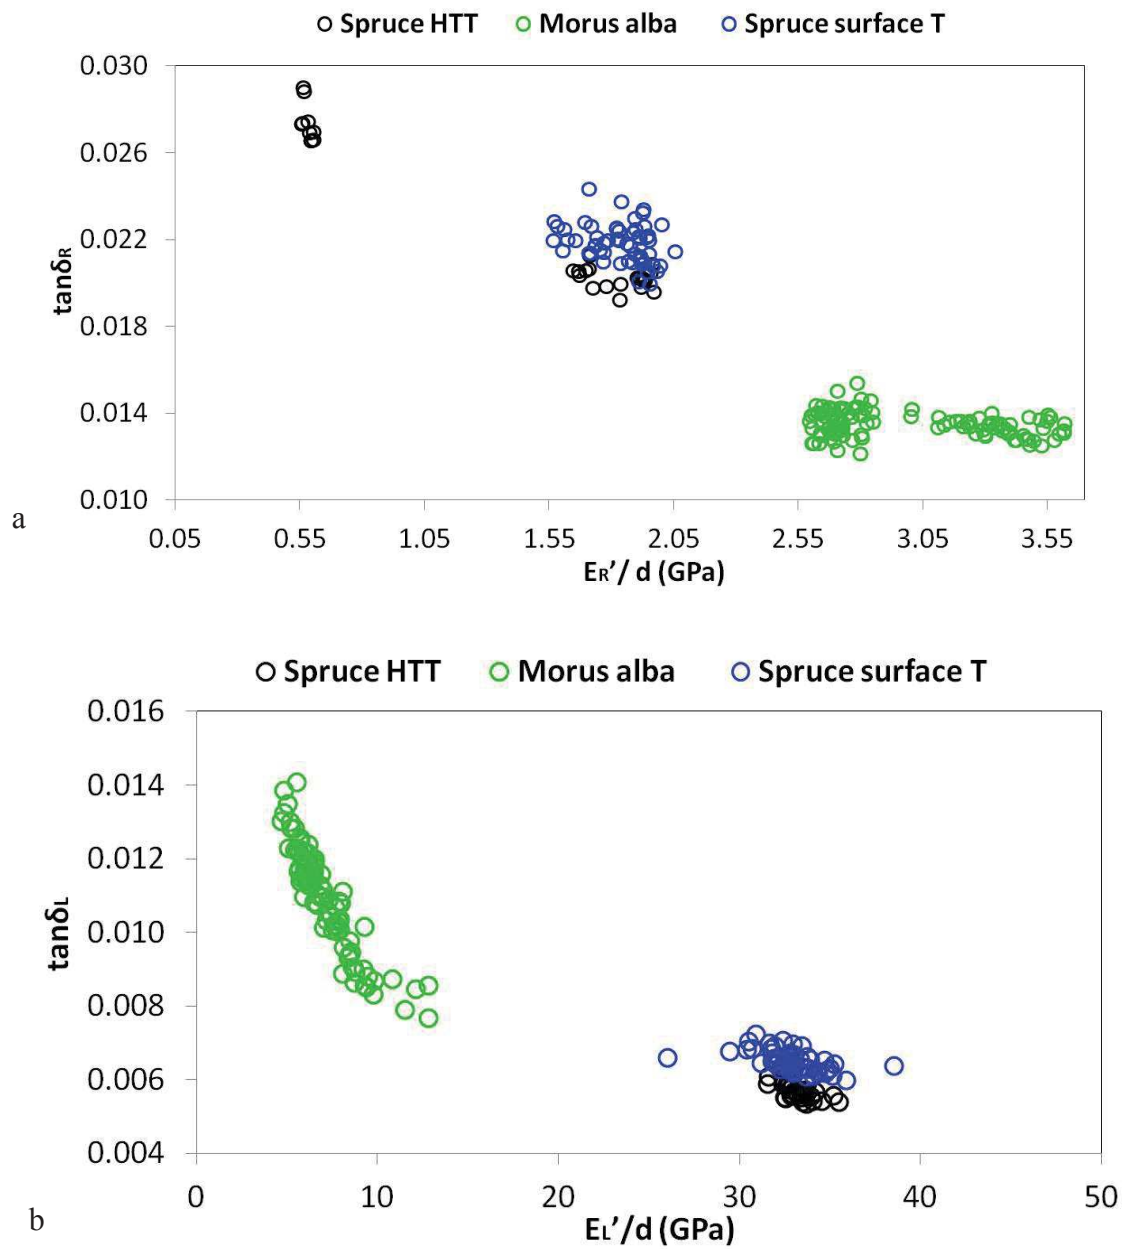 Spruce HTT Morus alba Spruce surface T
0.030
0.026
0.022
0.018
0.014
0.010
tanδR
a
0.05 0.55 1.05 1.55 2.05 2.55 3.05 3.55
ER’/ d (GPa)
Spruce HTT Morus alba Spruce surface T
0.016
0.014
0.012
0.010
0.008
0.006
0.004
tanδL
0 10 20 30 40 50
b
EL’/d (GPa)